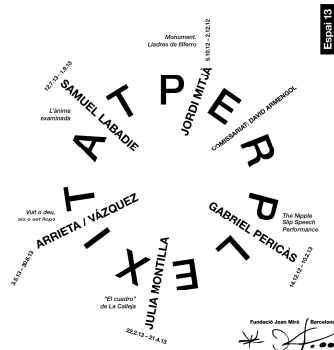 Espai 13
Monument.
Lladres de filferro
JORDI MITJÀ
5.10.12 – 2.12.12
COMISSARIAT: DAVID ARMENGOL
PERPLEXITAT
GABRIEL PERICÀS
The Nipple
Slip Speech
Performance
14.12.12 - 10.2.13
JULIA MONTILLA
"El cuadro"
de La Calleja
22.2.13 – 21.4.13
ARRIETA / VÁZQUEZ
Vuit o deu,
sis o set llops
3.5.13 – 30.6.13
SAMUEL LABADIE
L'ànima
examinada
12.7.13 -1.9.13
Fundació Joan Miró
Barcelona